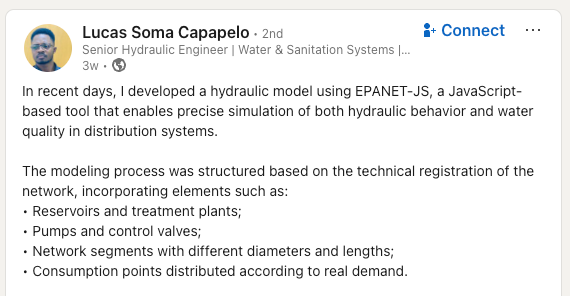 Lucas Soma Capapelo · 2nd
Connect
Senior Hydraulic Engineer | Water & Sanitation Systems |...
3w ·
In recent days, I developed a hydraulic model using EPANET-JS, a JavaScript-
based tool that enables precise simulation of both hydraulic behavior and water
quality in distribution systems.
The modeling process was structured based on the technical registration of the
network, incorporating elements such as:
• Reservoirs and treatment plants;
• Pumps and control valves;
• Network segments with different diameters and lengths;
• Consumption points distributed according to real demand.